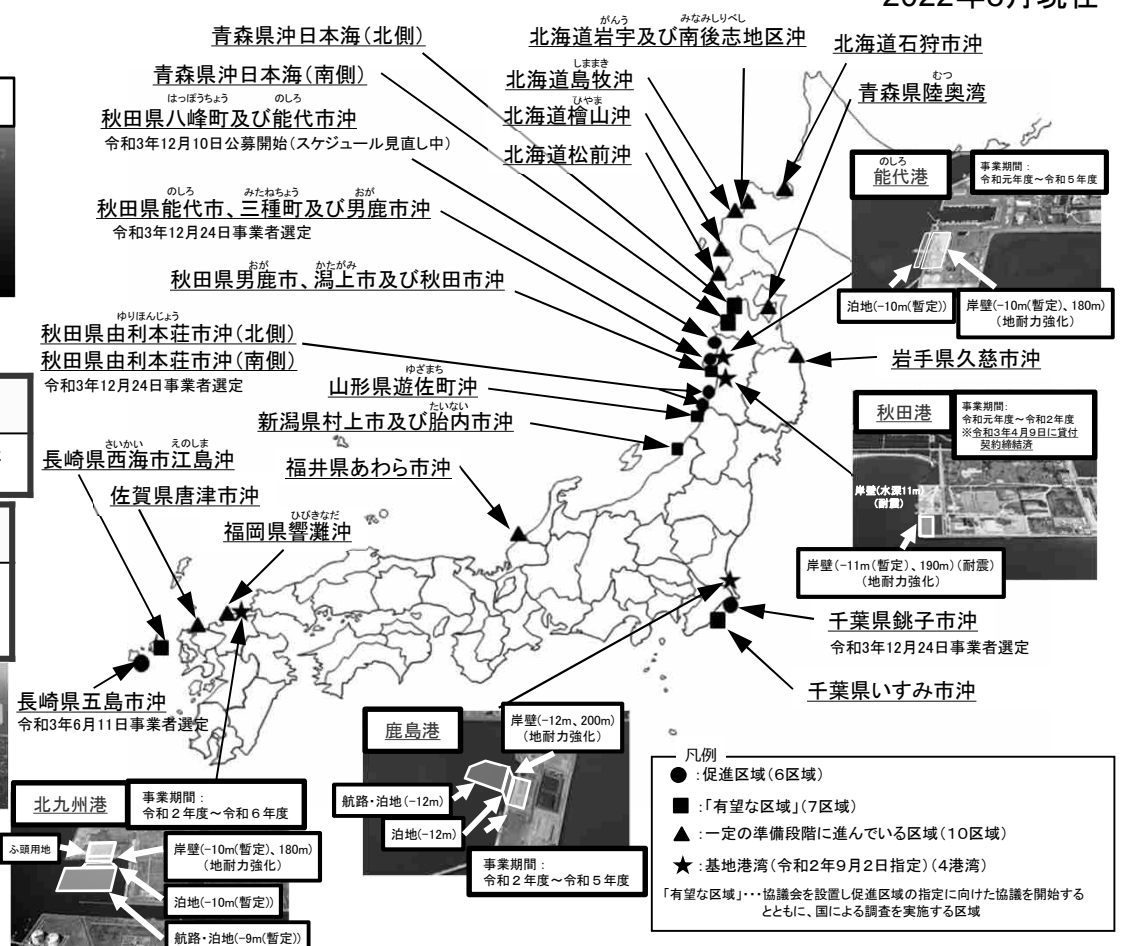 2022年3月現在
青森県沖日本海(北側)
青森県沖日本海(南側)
はっぽうちょう のしろ
秋田県八峰町及び能代市沖
令和3年12月10日公募開始(スケジュール見直し中)
のしろ みたねちょう おが
秋田県能代市、三種町及び男鹿市沖
令和3年12月24日事業者選定
おが かたがみ
秋田県男鹿市、潟上市及び秋田市沖
ゆりほんじょう
秋田県由利本荘市沖(北側)
秋田県由利本荘市沖(南側)
令和3年12月24日事業者選定
ゆざまち
山形県遊佐町沖
たいない
新潟県村上市及び胎内市沖
さいかい えのしま
長崎県西海市江島沖
佐賀県唐津市沖
ひびきなだ
福岡県響灘沖
福井県あわら市沖
がんう みなみしりべし
北海道岩宇及び南後志地区沖
しままき
北海道島牧沖
ひやま
北海道檜山沖
北海道松前沖
北海道石狩市沖
むつ
青森県陸奥湾
のしろ
能代港
事業期間:
令和元年度~令和5年度
泊地(-10m(暫定))
岸壁(-10m(暫定)、180m)
(地耐力強化)
岩手県久慈市沖
秋田港
事業期間:
令和元年度~令和2年度
※令和3年4月9日に貸付
契約締結済
岸壁(水深11m)
(耐震)
岸壁(-11m(暫定)、190m)(耐震)
(地耐力強化)
千葉県銚子市沖
令和3年12月24日事業者選定
千葉県いすみ市沖
長崎県五島市沖
令和3年6月11日事業者選定
北九州港
事業期間:
令和2年度~令和6年度
ふ頭用地
岸壁(-10m(暫定)、180m)
(地耐力強化)
泊地(-10m(暫定))
航路・泊地(-9m(暫定))
鹿島港
岸壁(-12m、200m)
(地耐力強化)
航路・泊地(-12m)
泊地(-12m)
事業期間:
令和2年度~令和5年度
凡例
●:促進区域(6区域)
■:「有望な区域」(7区域)
▲:一定の準備段階に進んでいる区域(10区域)
★:基地港湾(令和2年9月2日指定)(4港湾)
「有望な区域」・・・協議会を設置し促進区域の指定に向けた協議を開始する
とともに、国による調査を実施する区域